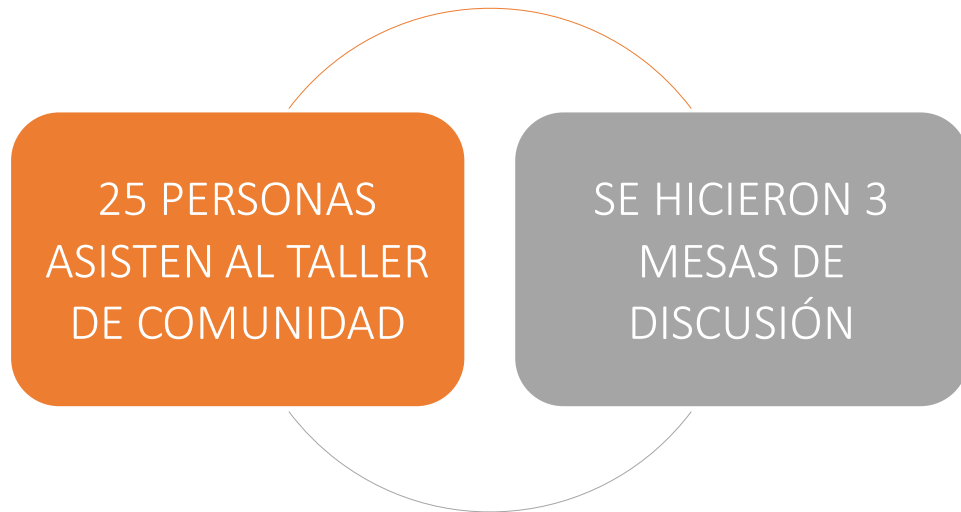 25 PERSONAS
ASISTEN AL TALLER
DE COMUNIDAD
SE HICIERON 3
MESAS DE
DISCUSIÓN